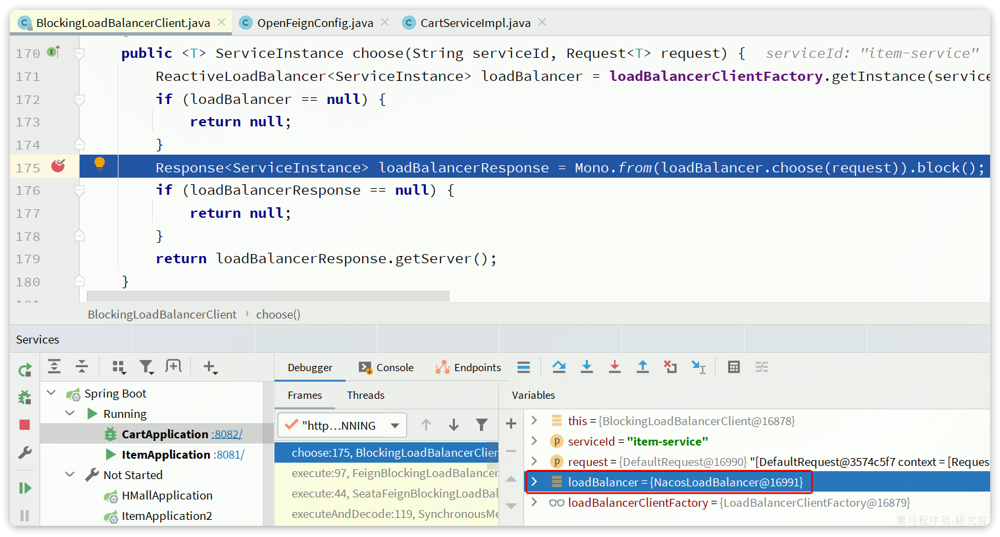 BlockingLoadBalancerClient.java OpenFeignConfig.java CartServiceImpl.java
170 public <T> ServiceInstance choose(String serviceId, Request<T> request) { serviceId: "item-service"
171 ReactiveLoadBalancer<ServiceInstance> loadBalancer = loadBalancerClientFactory.getInstance(service
172 if (loadBalancer == null) {
173 return null;
174 }
175 Response<ServiceInstance> loadBalancerResponse = Mono.from(loadBalancer.choose(request)).block();
176 if (loadBalancerResponse == null) {
177 return null;
178 }
179 return loadBalancerResponse.getServer();
180 }
BlockingLoadBalancerClient › choose()
Services
Debugger Console Endpoints
Frames Threads Variables
Spring Boot
Running
CartApplication :8082/
ItemApplication :8081/
Not Started
HMallApplication
ItemApplication2
"http...NNING
choose:175, BlockingLoadBalancerClien
execute:97, FeignBlockingLoadBalancer
execute:44, SeataFeignBlockingLoadBal
executeAndDecode:119, SynchronousMe
this = {BlockingLoadBalancerClient@16878}
serviceId = "item-service"
request = {DefaultRequest@16990} "[DefaultRequest@3574c5f7 context = [Reques
loadBalancer = {NacosLoadBalancer@16991}
loadBalancerClientFactory = {LoadBalancerClientFactory@16879}
黑马程序员-研究院